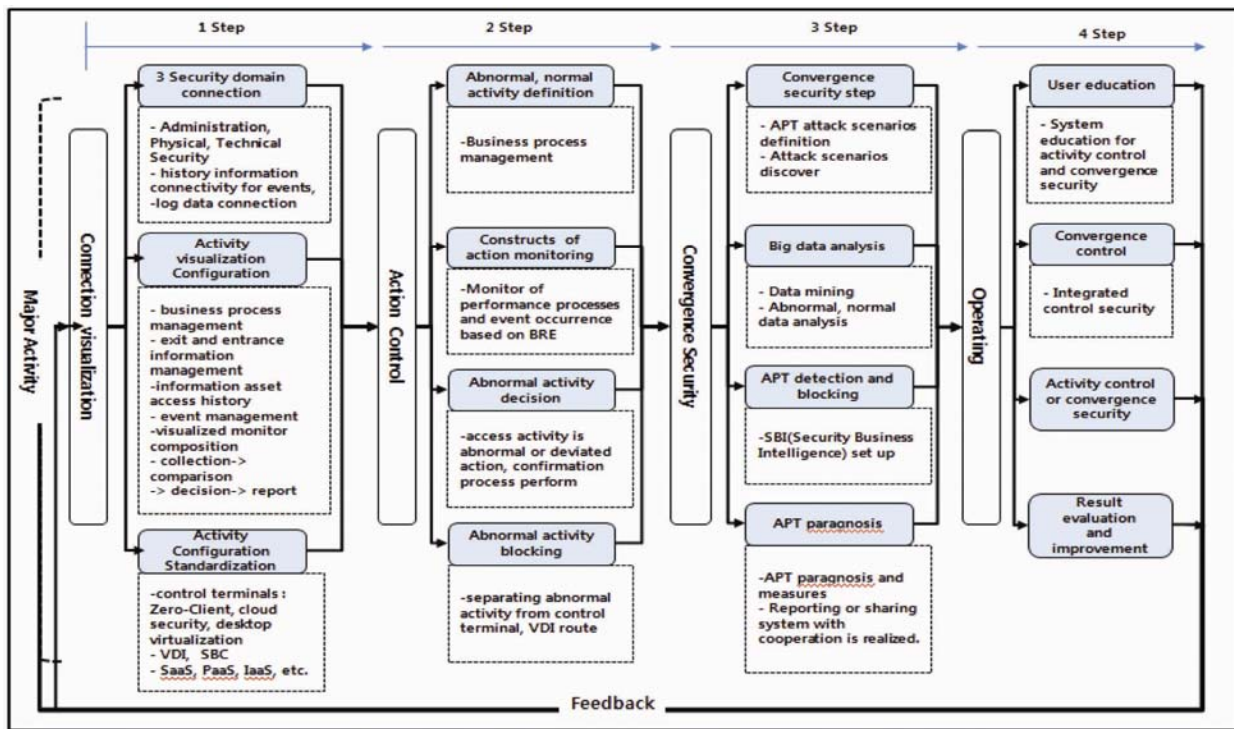 1 Step
2 Step
3 Step
4 Step
Major Activity
Connection visualization
3 Security domain
connection
- Administration,
Physical, Technical
Security
- history information
connectivity for events,
-log data connection
Activity
visualization
Configuration
- business process
management
- exit and entrance
information
management
-information asset
access history
- event management
-visualized monitor
composition
- collection->
comparison
-> decision-> report
Activity
Configuration
Standardization
-control terminals :
Zero-Client, cloud
security, desktop
virtualization
- VDI, SBC
- SaaS, PaaS, IaaS, etc.
Action Control
Abnormal, normal
activity definition
-Business process
management
Constructs of
action monitoring
-Monitor of
performance processes
and event occurrence
based on BRE
Abnormal activity
decision
-access activity is
abnormal or deviated
action, confirmation
process perform
Abnormal activity
blocking
-separating abnormal
activity from control
terminal, VDI route
Convergence Security
Convergence
security step
- APT attack scenarios
definition
- Attack scenarios
discover
Big data analysis
- Data mining
- Abnormal, normal
data analysis
APT detection and
blocking
-SBI(Security Business
Intelligence) set up
APT paragnosis
-APT paragnosis and
measures
- Reporting or sharing
system with
cooperation is realized.
Operating
User education
- System
education for
activity control
and convergence
security
Convergence
control
- Integrated
control security
Activity control
or convergence
security
Result
evaluation
and
improvement
Feedback